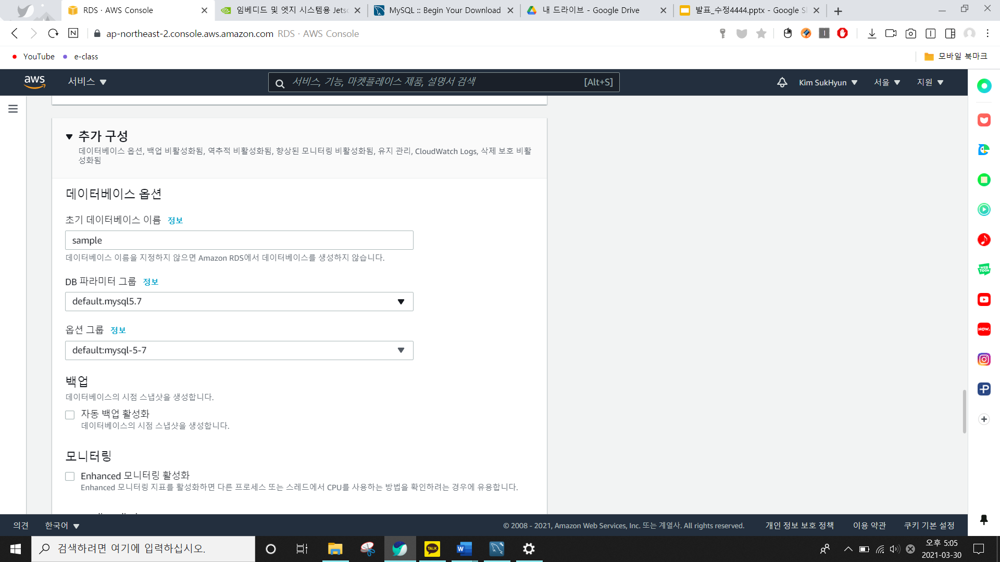 RDS · AWS Console
임베디드 및 엣지 시스템용 Jetso
MySQL :: Begin Your Download
내 드라이브 - Google Drive
발표_수정4444.pptx - Google Sl
N
ap-northeast-2.console.aws.amazon.com RDS · AWS Console
YouTube
e-class
모바일 북마크
aws
서비스
서비스, 기능, 마켓플레이스 제품, 설명서 검색 [Alt+S]
Kim SukHyun
서울
지원
추가 구성
데이터베이스 옵션, 백업 비활성화됨, 역추적 비활성화됨, 향상된 모니터링 비활성화됨, 유지 관리, CloudWatch Logs, 삭제 보호 비활
성화됨
데이터베이스 옵션
초기 데이터베이스 이름 정보
sample
데이터베이스 이름을 지정하지 않으면 Amazon RDS에서 데이터베이스를 생성하지 않습니다.
DB 파라미터 그룹 정보
default.mysql5.7
옵션 그룹 정보
default:mysql-5-7
백업
데이터베이스의 시점 스냅샷을 생성합니다.
자동 백업 활성화
데이터베이스의 시점 스냅샷을 생성합니다.
모니터링
Enhanced 모니터링 활성화
Enhanced 모니터링 지표를 활성화하면 다른 프로세스 또는 스레드에서 CPU를 사용하는 방법을 확인하려는 경우에 유용합니다.
WEB
TOON
NOW.
의견
한국어
© 2008 - 2021, Amazon Web Services, Inc. 또는 계열사. All rights reserved.
개인 정보 보호 정책
이용 약관
쿠키 기본 설정
검색하려면 여기에 입력하십시오.
TALK
W
오후 5:05
2021-03-30